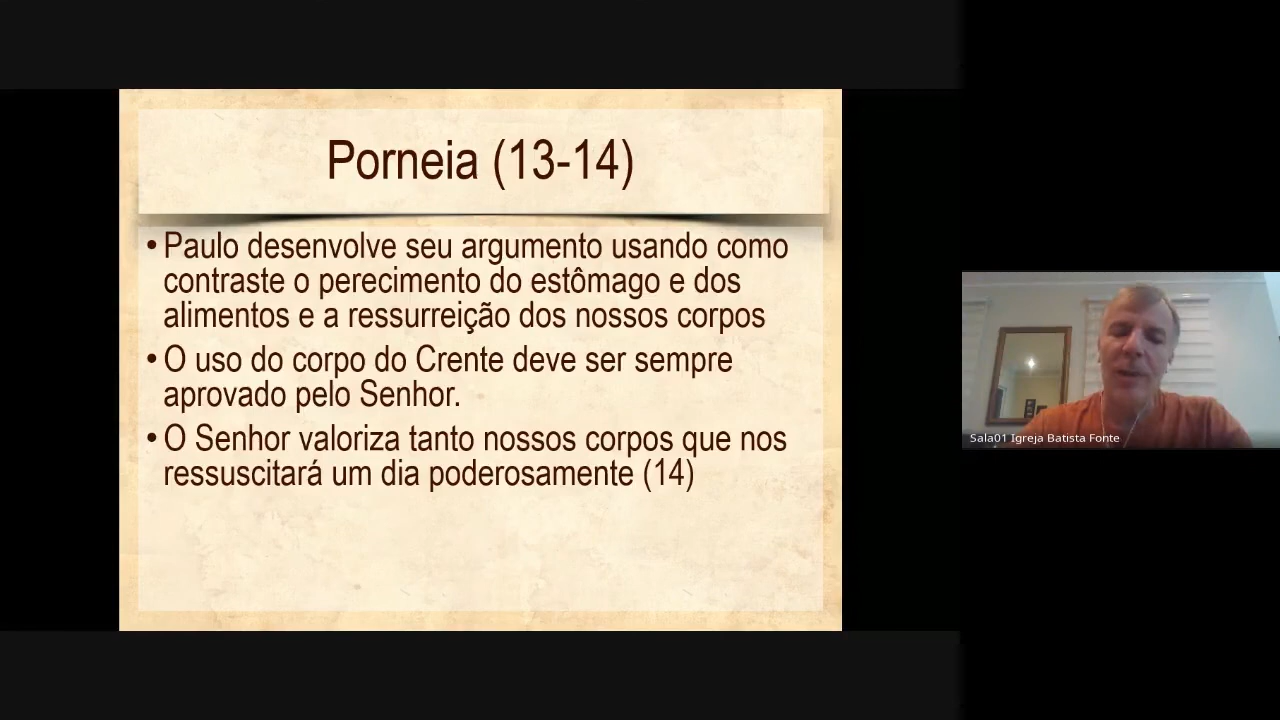 Porneia (13-14)
• Paulo desenvolve seu argumento usando como
contraste o perecimento do estômago e dos
alimentos e a ressurreição dos nossos corpos
• O uso do corpo do Crente deve ser sempre
aprovado pelo Senhor.
• O Senhor valoriza tanto nossos corpos que nos
ressuscitará um dia poderosamente (14)
Sala01 Igreja Batista Fonte